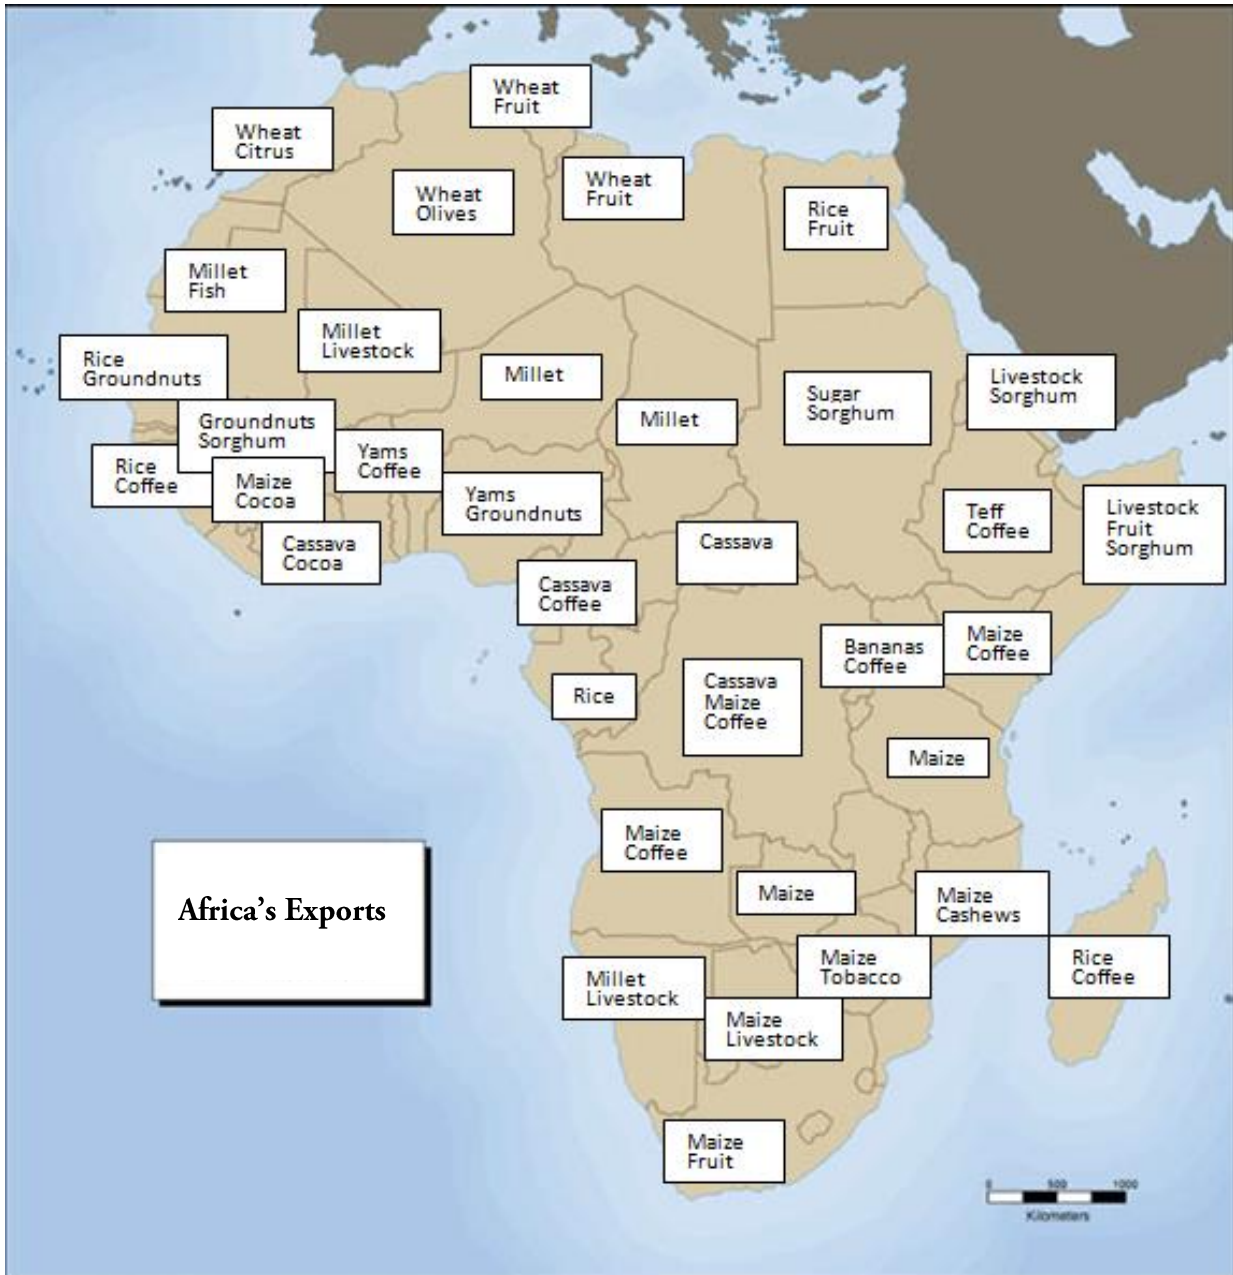 Wheat
Fruit
Wheat
Citrus
Wheat
Olives
Wheat
Fruit
Rice
Fruit
Millet
Fish
Millet
Livestock
Rice
Groundnuts
Millet
Millet
Sugar
Sorghum
Livestock
Sorghum
Groundnuts
Sorghum
Yams
Coffee
Rice
Coffee
Maize
Cocoa
Yams
Groundnuts
Teff
Coffee
Livestock
Fruit
Sorghum
Cassava
Cocoa
Cassava
Cassava
Coffee
Bananas
Coffee
Maize
Coffee
Rice
Cassava
Maize
Coffee
Maize
Maize
Coffee
Africa's Exports
Maize
Maize
Cashews
Maize
Tobacco
Rice
Coffee
Millet
Livestock
Maize
Livestock
Maize
Fruit
0 500 1000
Kilometers